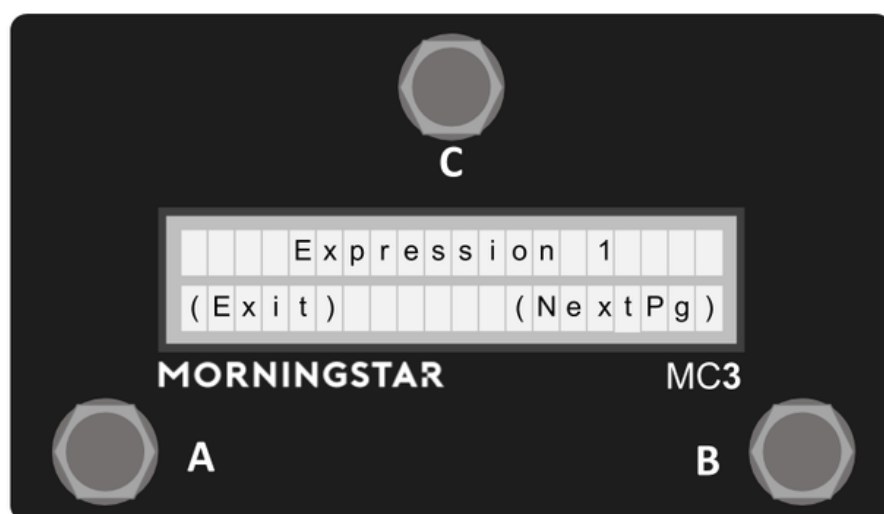 C
Expression 1
(Exit) (NextPg)
MORNINGSTAR MC3
A B